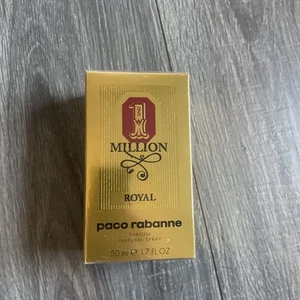 1
MILLION
ROYAL
paco rabanne
PARFUM
NATURAL SPRAY
50 ml ℮ 1.7 FL OZ